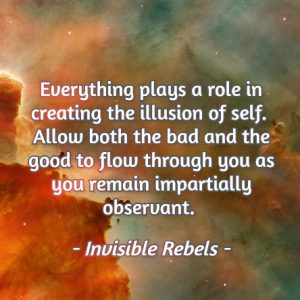 Everything plays a role in
creating the illusion of self.
Allow both the bad and the
good to flow through you as
you remain impartially
observant.
- Invisible Rebels -